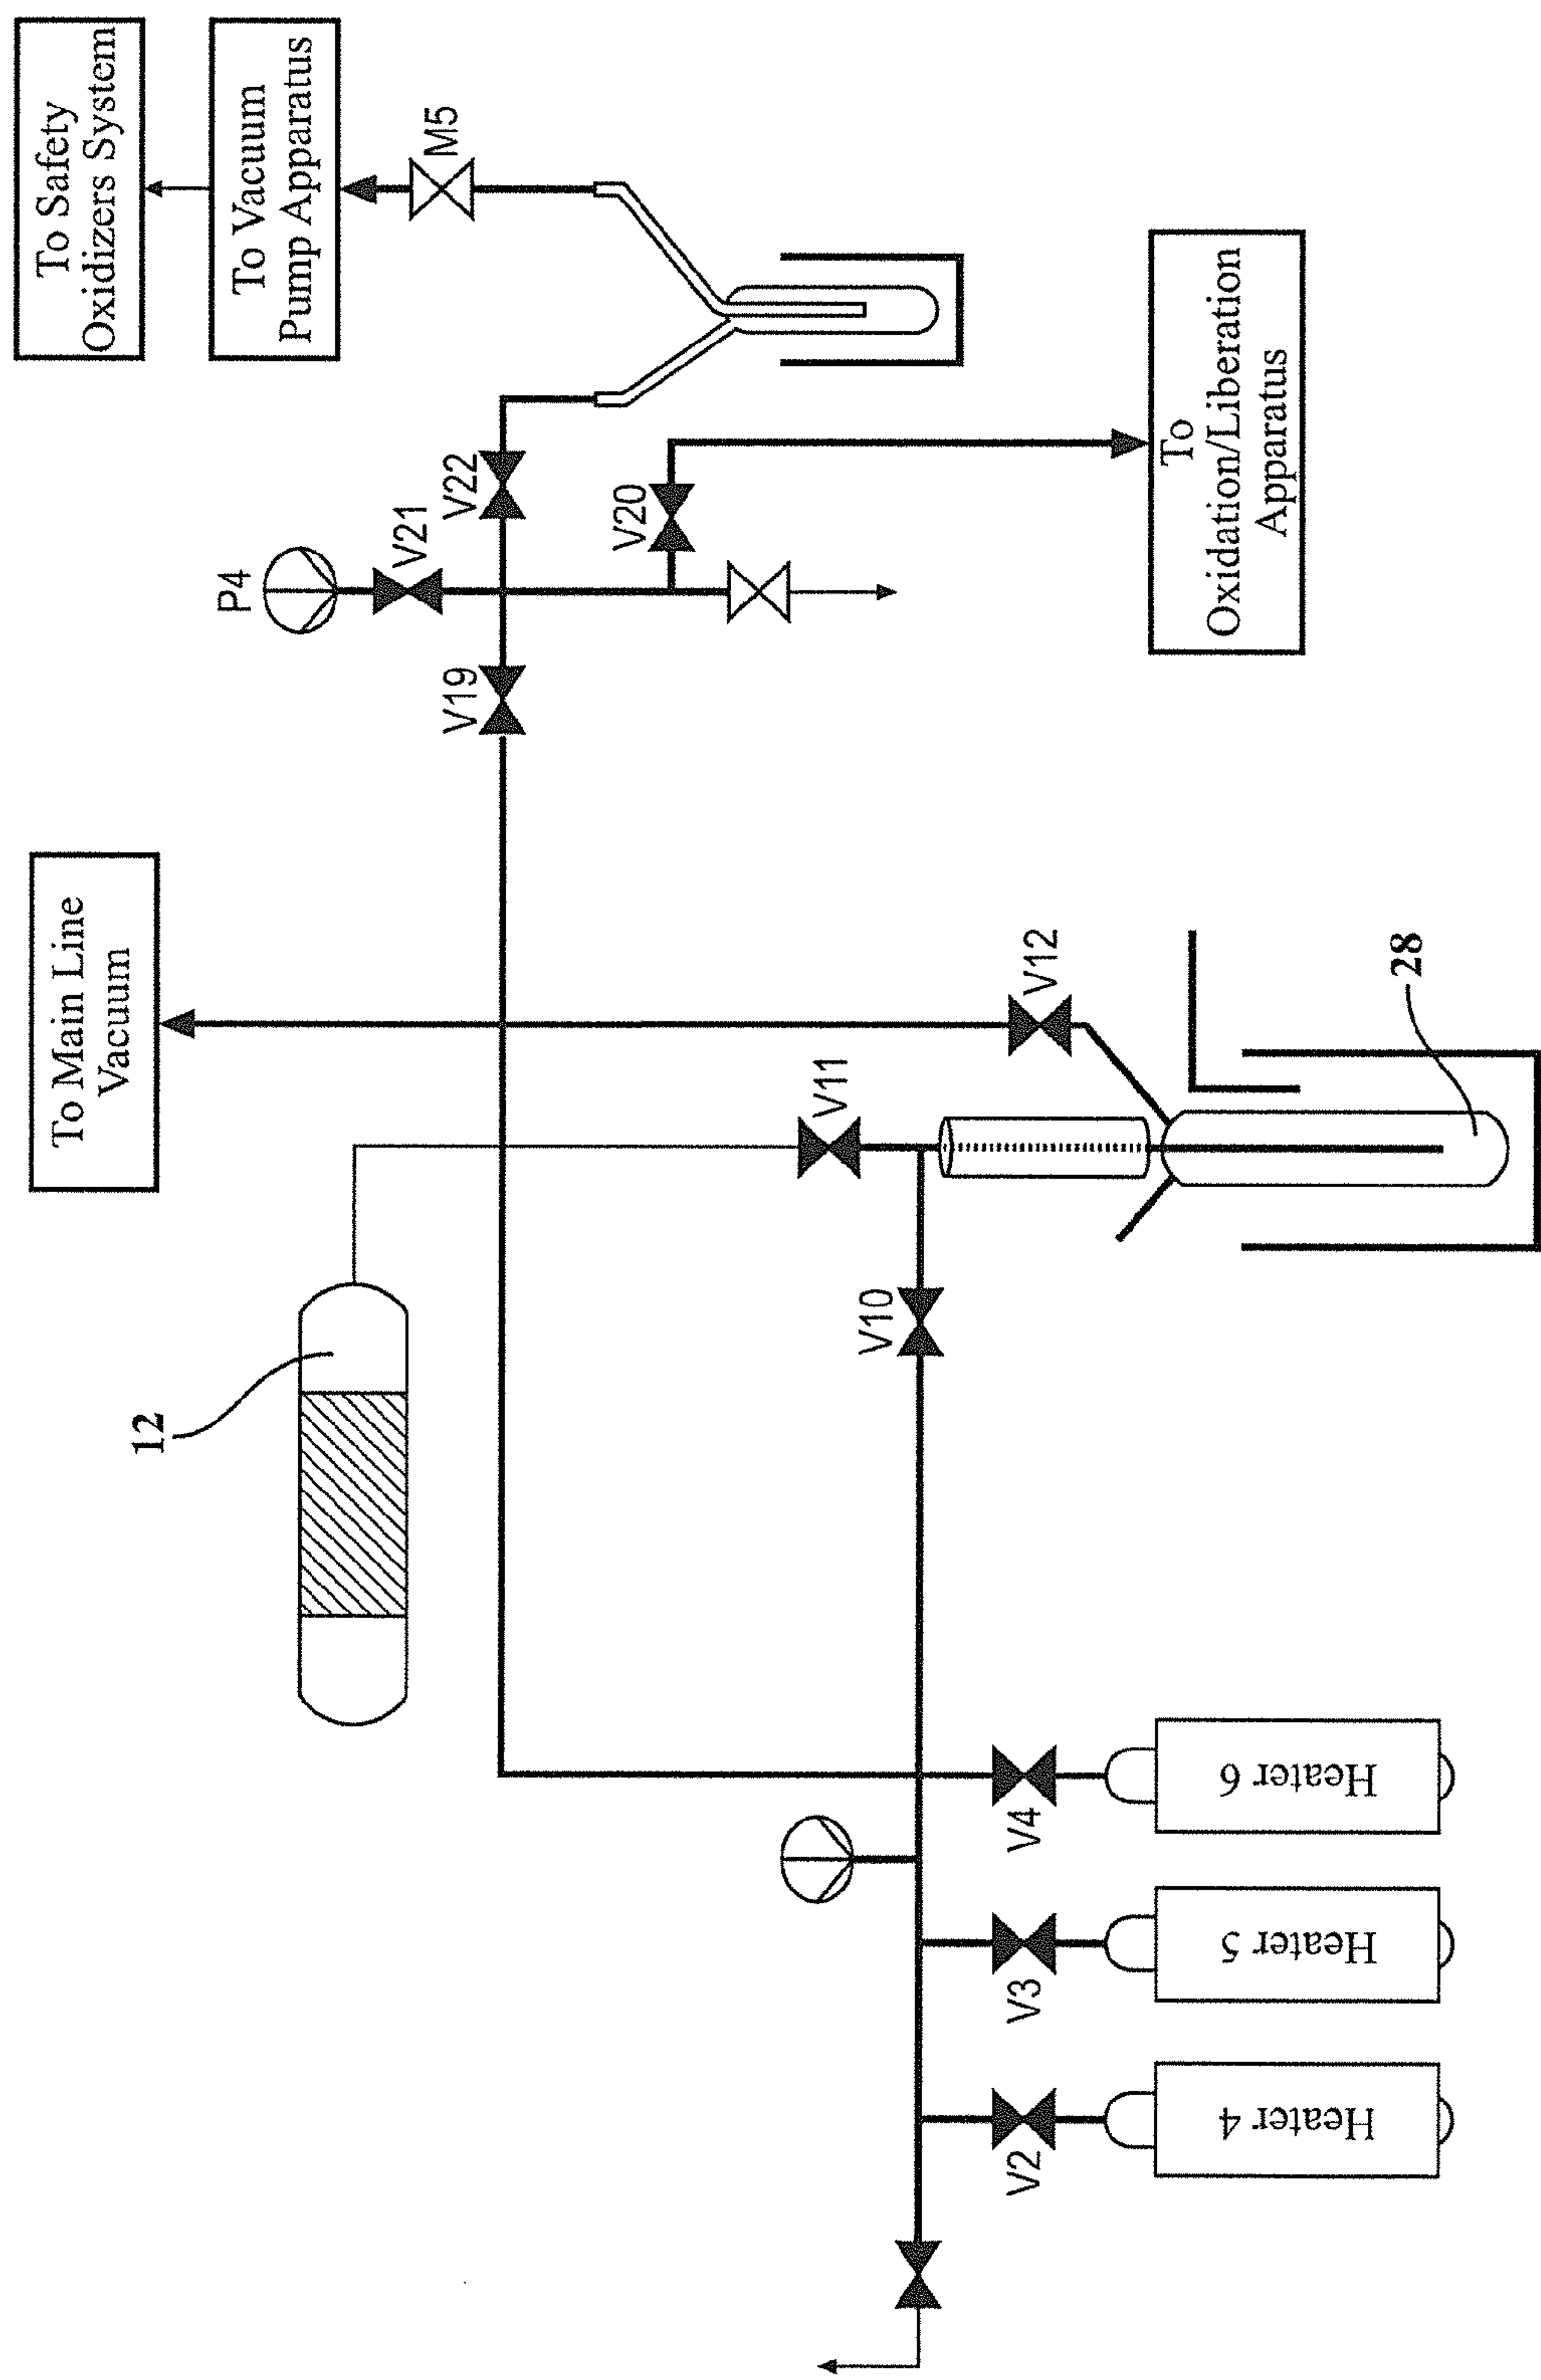 To Safety
Oxidizers System
To Vacuum
Pump Apparatus
M5
P4
V21
V22
V20
V19
To
Oxidation/Liberation
Apparatus
To Main Line
Vacuum
V12
V11
28
V10
12
V4
Heater 6
V3
Heater 5
V2
Heater 4